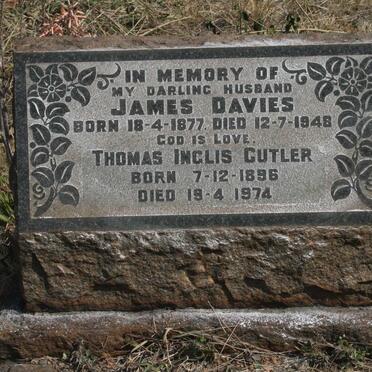 IN MEMORY OF
MY DARLING HUSBAND
JAMES DAVIES
BORN 18-4-1877. DIED 12-7-1948
GOD IS LOVE.
THOMAS INGLIS CUTLER
BORN 7-12-1896
DIED 19-4 1974